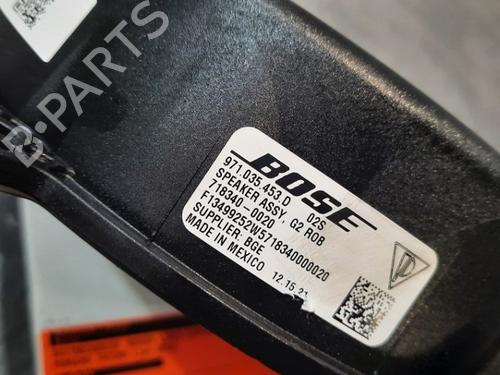 B-PARTS
BOSE
971.035.453 D 02S
SPEAKER ASSY, G2 ROB
718340-0020
F13499252W5718340000020
SUPPLIER, BGE
MADE IN MEXICO 12.15.21